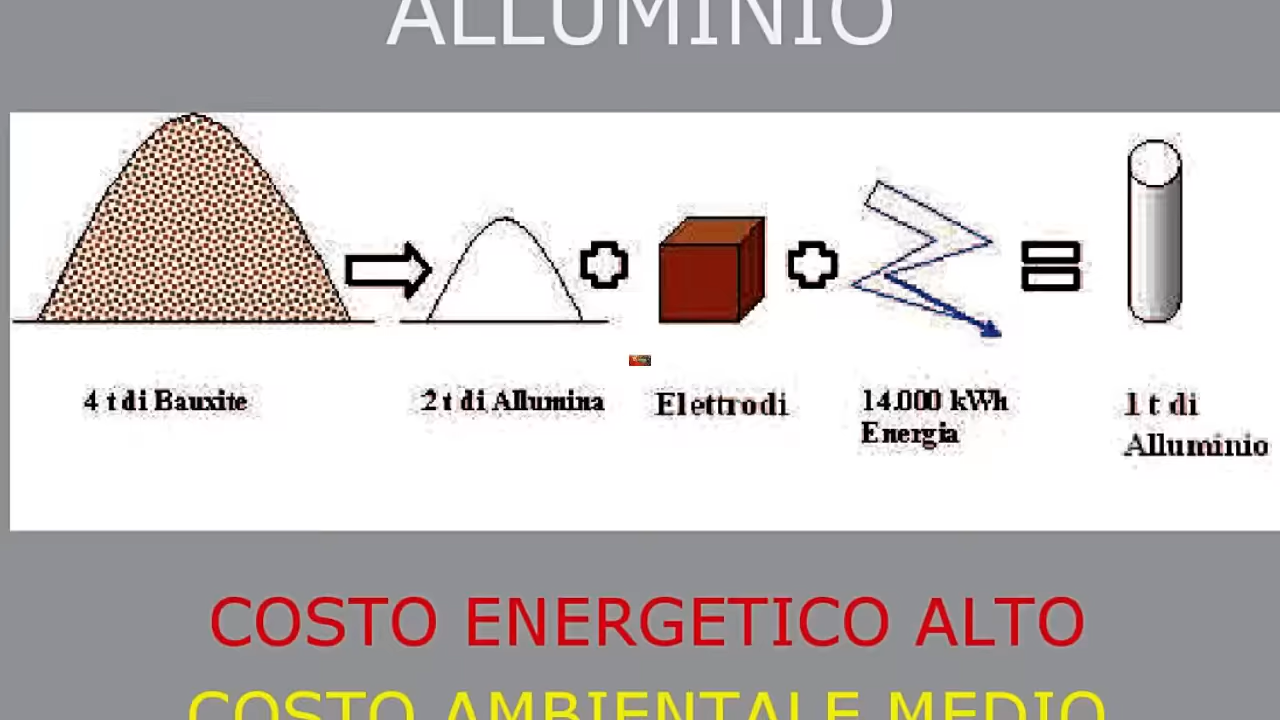 ALLUMINIO
4 t di Bauxite
2 t di Allumina
Elettrodi
14.000 kWh
Energia
1 t di
Alluminio
COSTO ENERGETICO ALTO
COSTO AMBIENTALE MEDIO